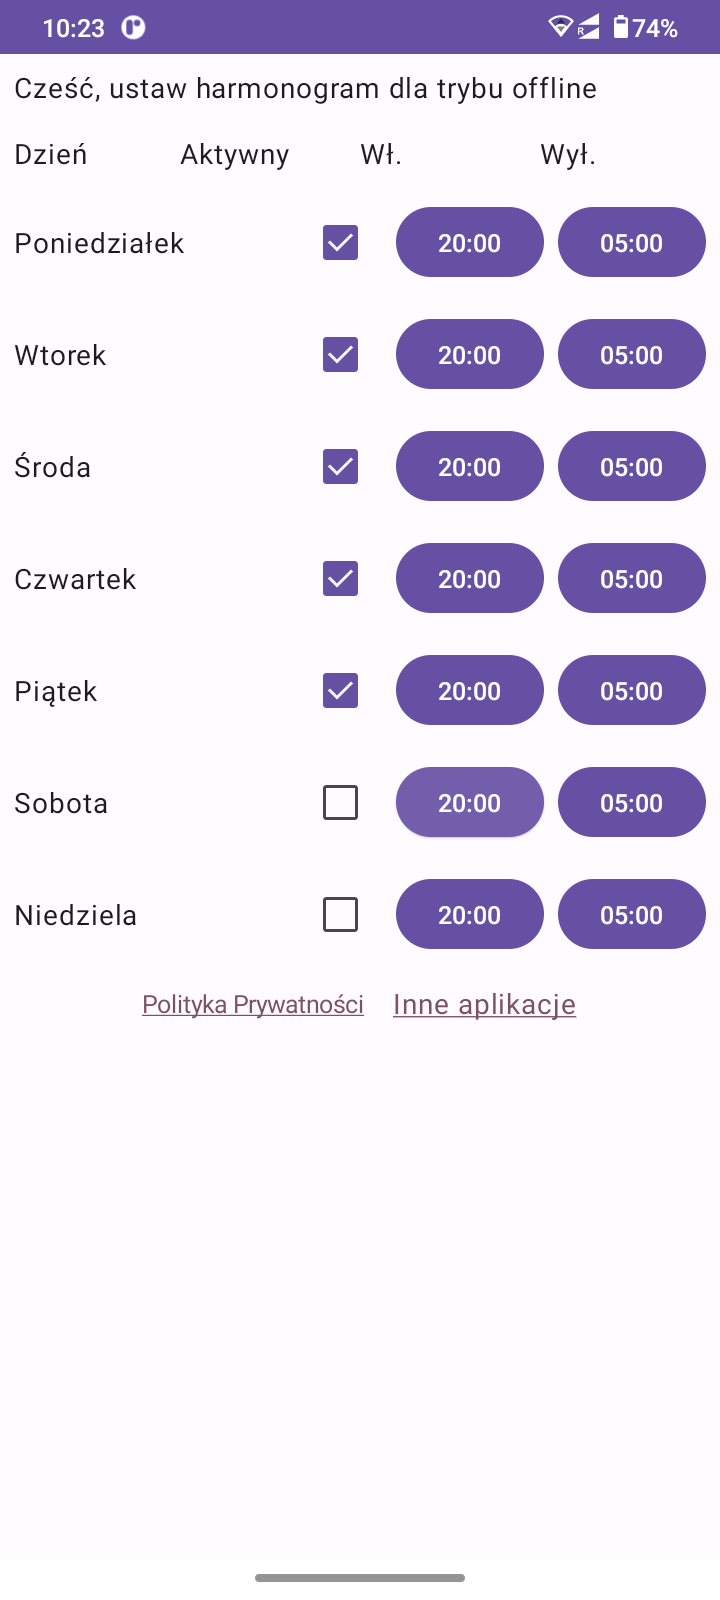 10:23 74%
Cześć, ustaw harmonogram dla trybu offline
Dzień Aktywny Wł. Wył.
Poniedziałek 20:00 05:00
Wtorek 20:00 05:00
Środa 20:00 05:00
Czwartek 20:00 05:00
Piątek 20:00 05:00
Sobota 20:00 05:00
Niedziela 20:00 05:00
Polityka Prywatności Inne aplikacje